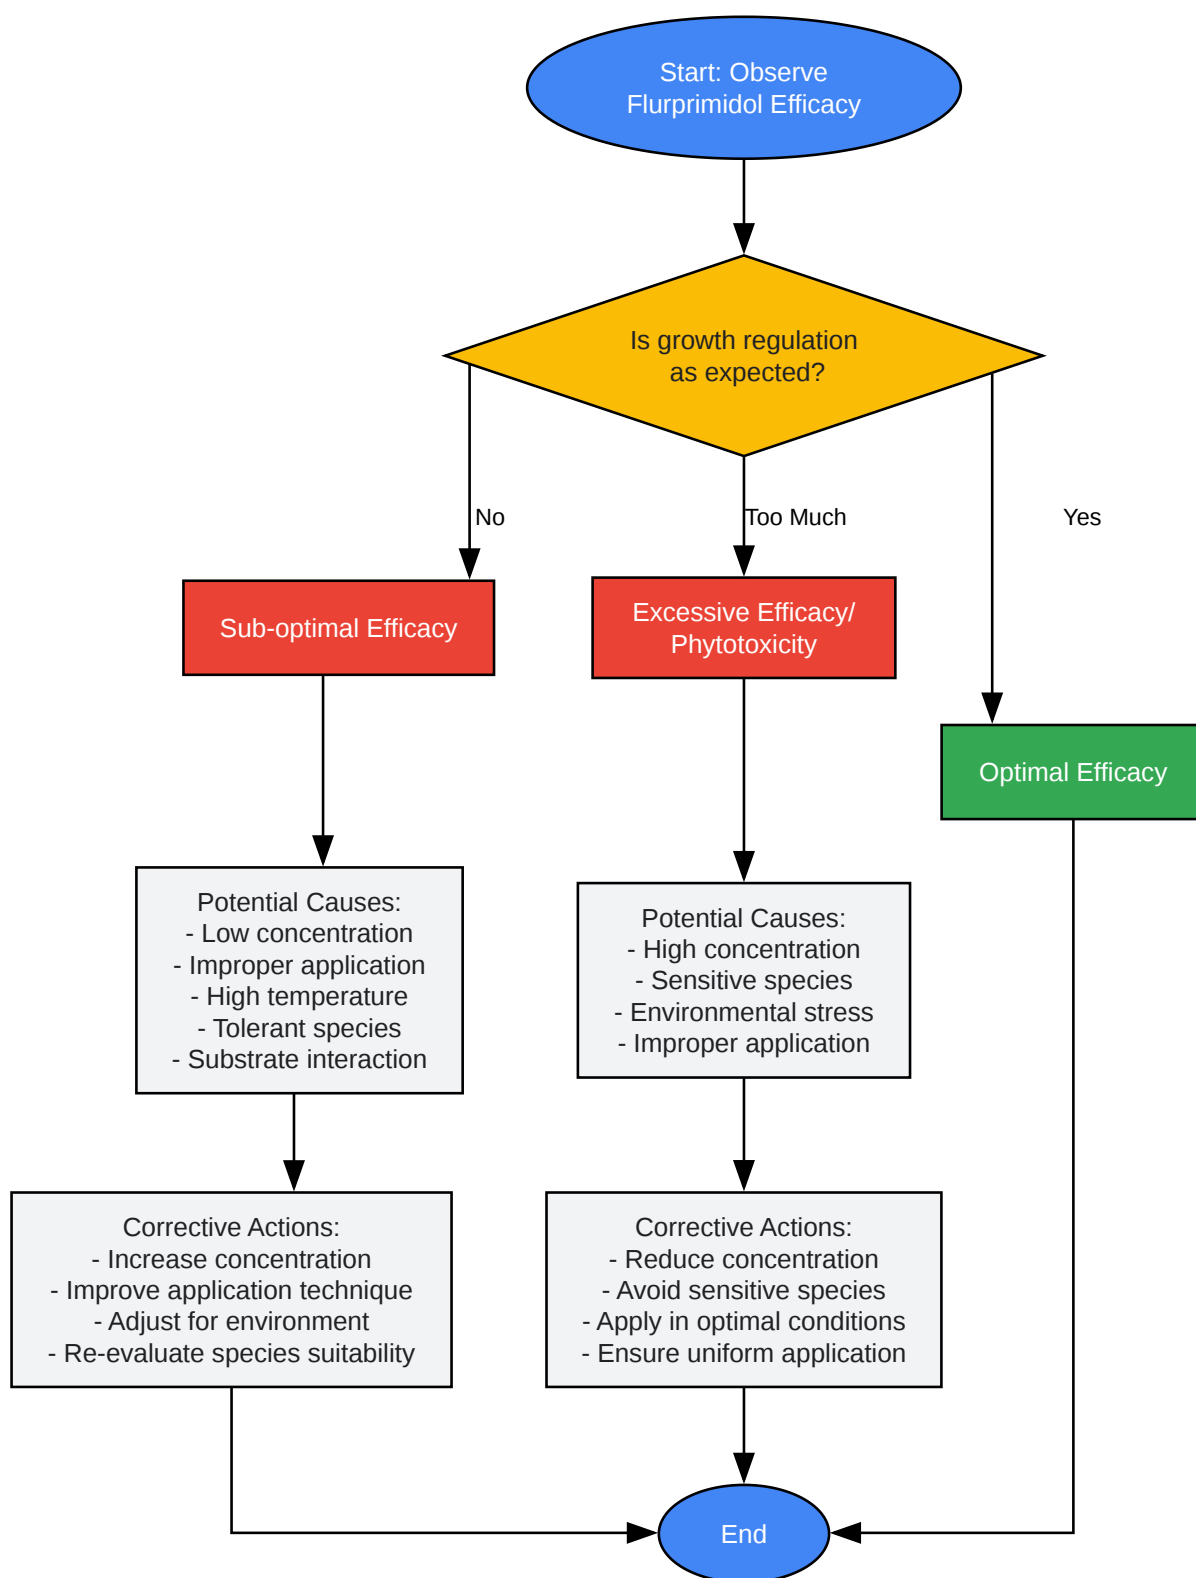 Start: Observe
Flurprimidol Efficacy
Is growth regulation
as expected?
No
Too Much
Yes
Sub-optimal Efficacy
Excessive Efficacy/
Phytotoxicity
Optimal Efficacy
Potential Causes:
- Low concentration
- Improper application
- High temperature
- Tolerant species
- Substrate interaction
Potential Causes:
- High concentration
- Sensitive species
- Environmental stress
- Improper application
Corrective Actions:
- Increase concentration
- Improve application technique
- Adjust for environment
- Re-evaluate species suitability
Corrective Actions:
- Reduce concentration
- Avoid sensitive species
- Apply in optimal conditions
- Ensure uniform application
End